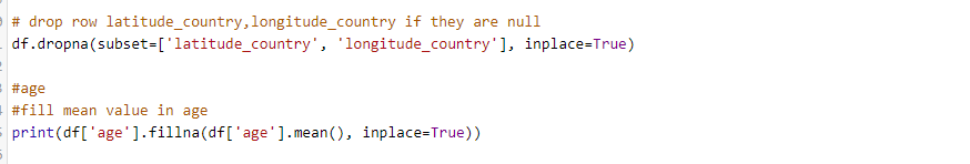 # drop row latitude_country,longitude_country if they are null
df.dropna(subset=['latitude_country', 'longitude_country'], inplace=True)
#age
#fill mean value in age
print(df['age'].fillna(df['age'].mean(), inplace=True))